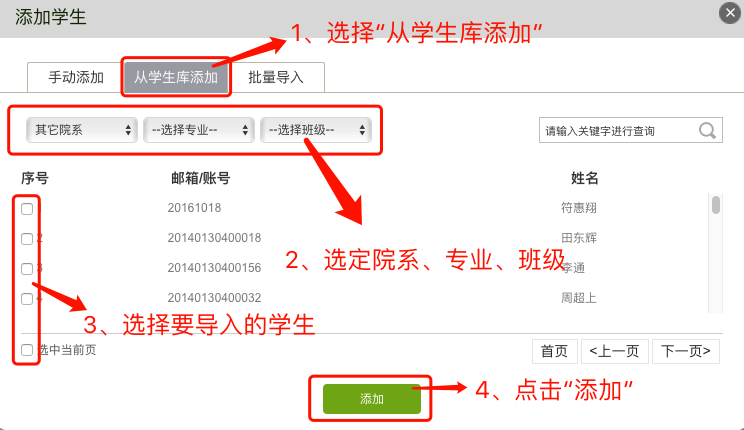 添加学生
1、选择“从学生库添加”
手动添加 从学生库添加 批量导入
其它院系 --选择专业-- --选择班级-- 请输入关键字进行查询
序号 邮箱/账号 姓名
20161018 符惠翔
2 20140130400018 田东辉
2、选定院系、专业、班级
3 20140130400156 李通
4 20140130400032 周超上
3、选择要导入的学生
选中当前页 首页 <上一页 下一页>
添加
4、点击“添加”